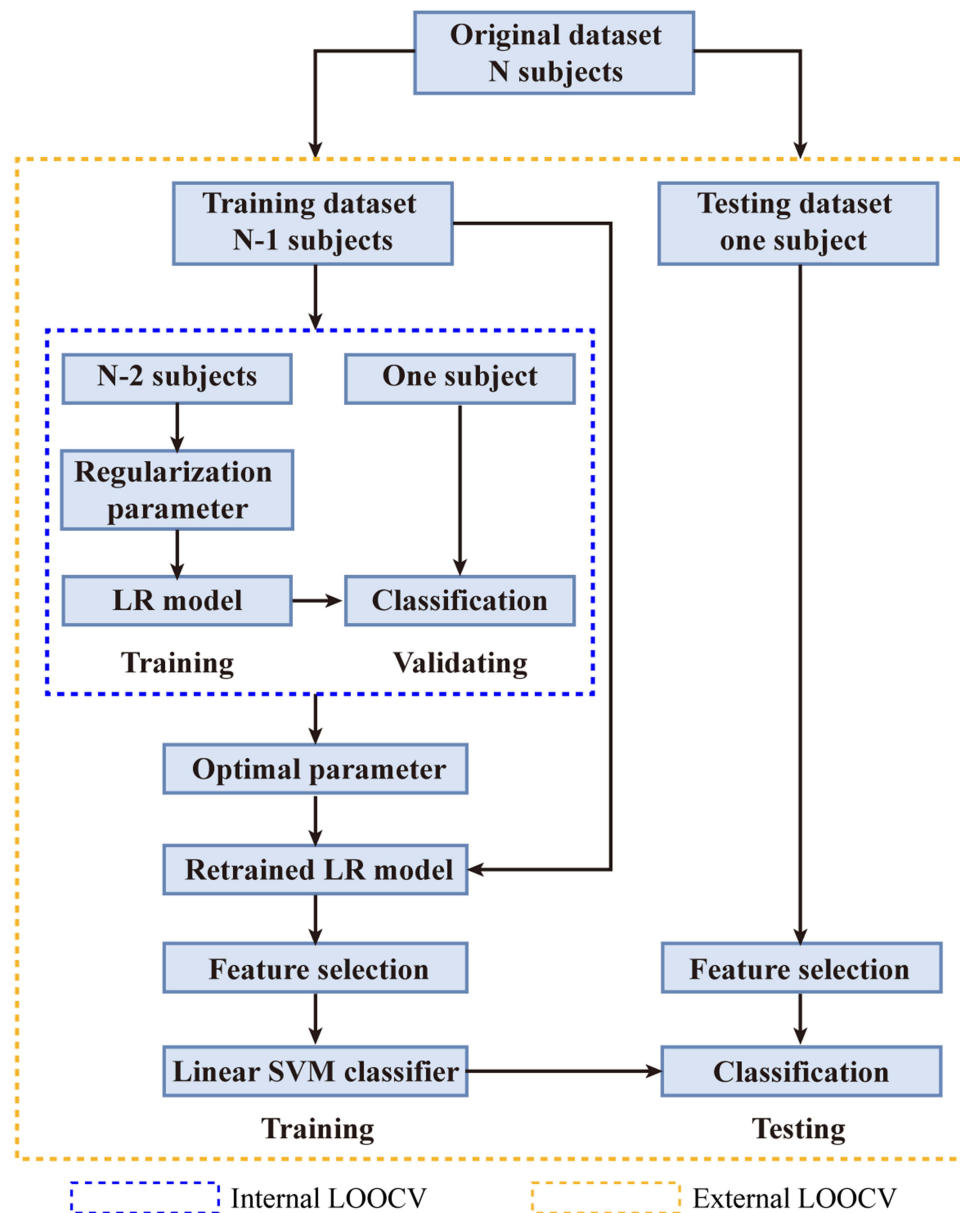 Original dataset
N subjects
Training dataset
N-1 subjects
Testing dataset
one subject
N-2 subjects
One subject
Regularization
parameter
LR model
Classification
Training
Validating
Optimal parameter
Retrained LR model
Feature selection
Feature selection
Linear SVM classifier
Classification
Training
Testing
Internal LOOCV
External LOOCV